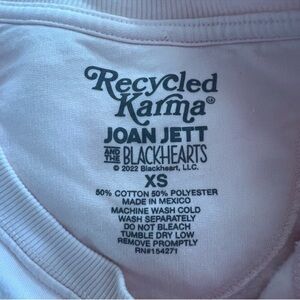 Recycled
Karma®
JOAN JETT
AND THE BLACKHEARTS
© 2022 Blackheart, LLC.
XS
50% COTTON 50% POLYESTER
MADE IN MEXICO
MACHINE WASH COLD
WASH SEPARATELY
DO NOT BLEACH
TUMBLE DRY LOW
REMOVE PROMPTLY
RN#154271